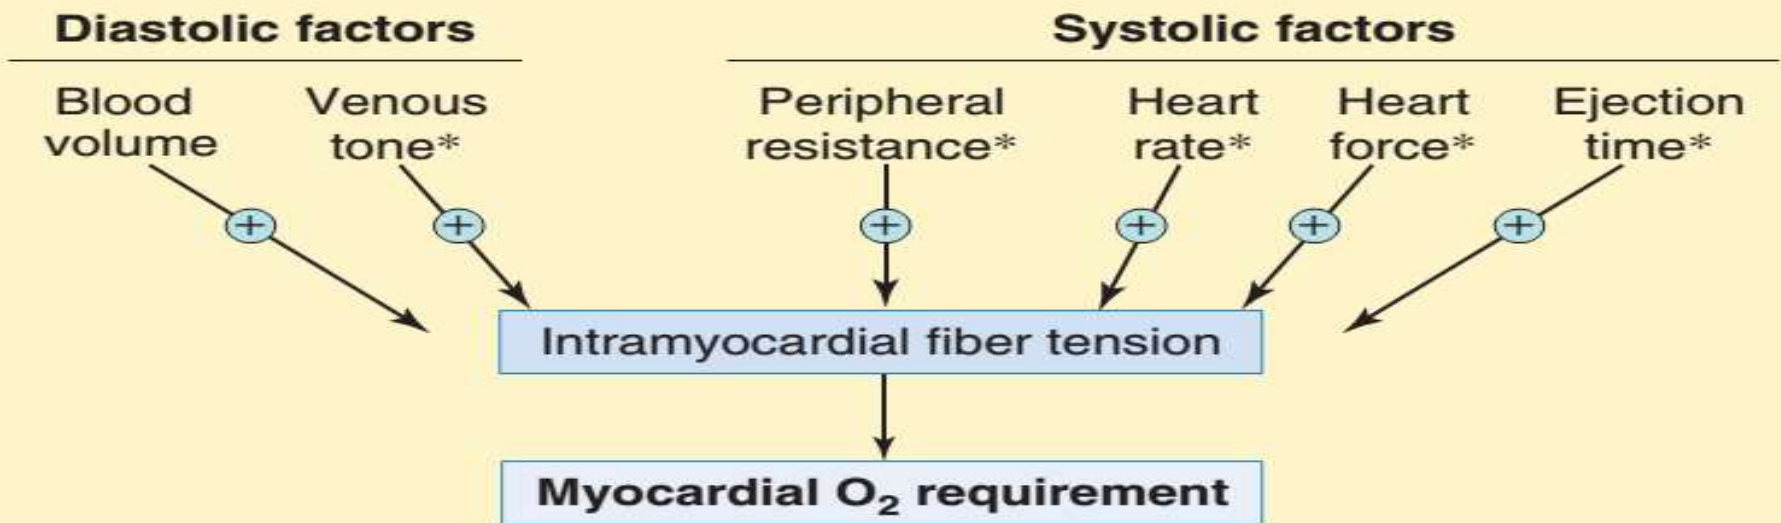 Diastolic factors
Systolic factors
Blood volume
Venous tone*
Peripheral resistance*
Heart rate*
Heart force*
Ejection time*
+ + + + + +
Intramyocardial fiber tension
Myocardial O₂ requirement